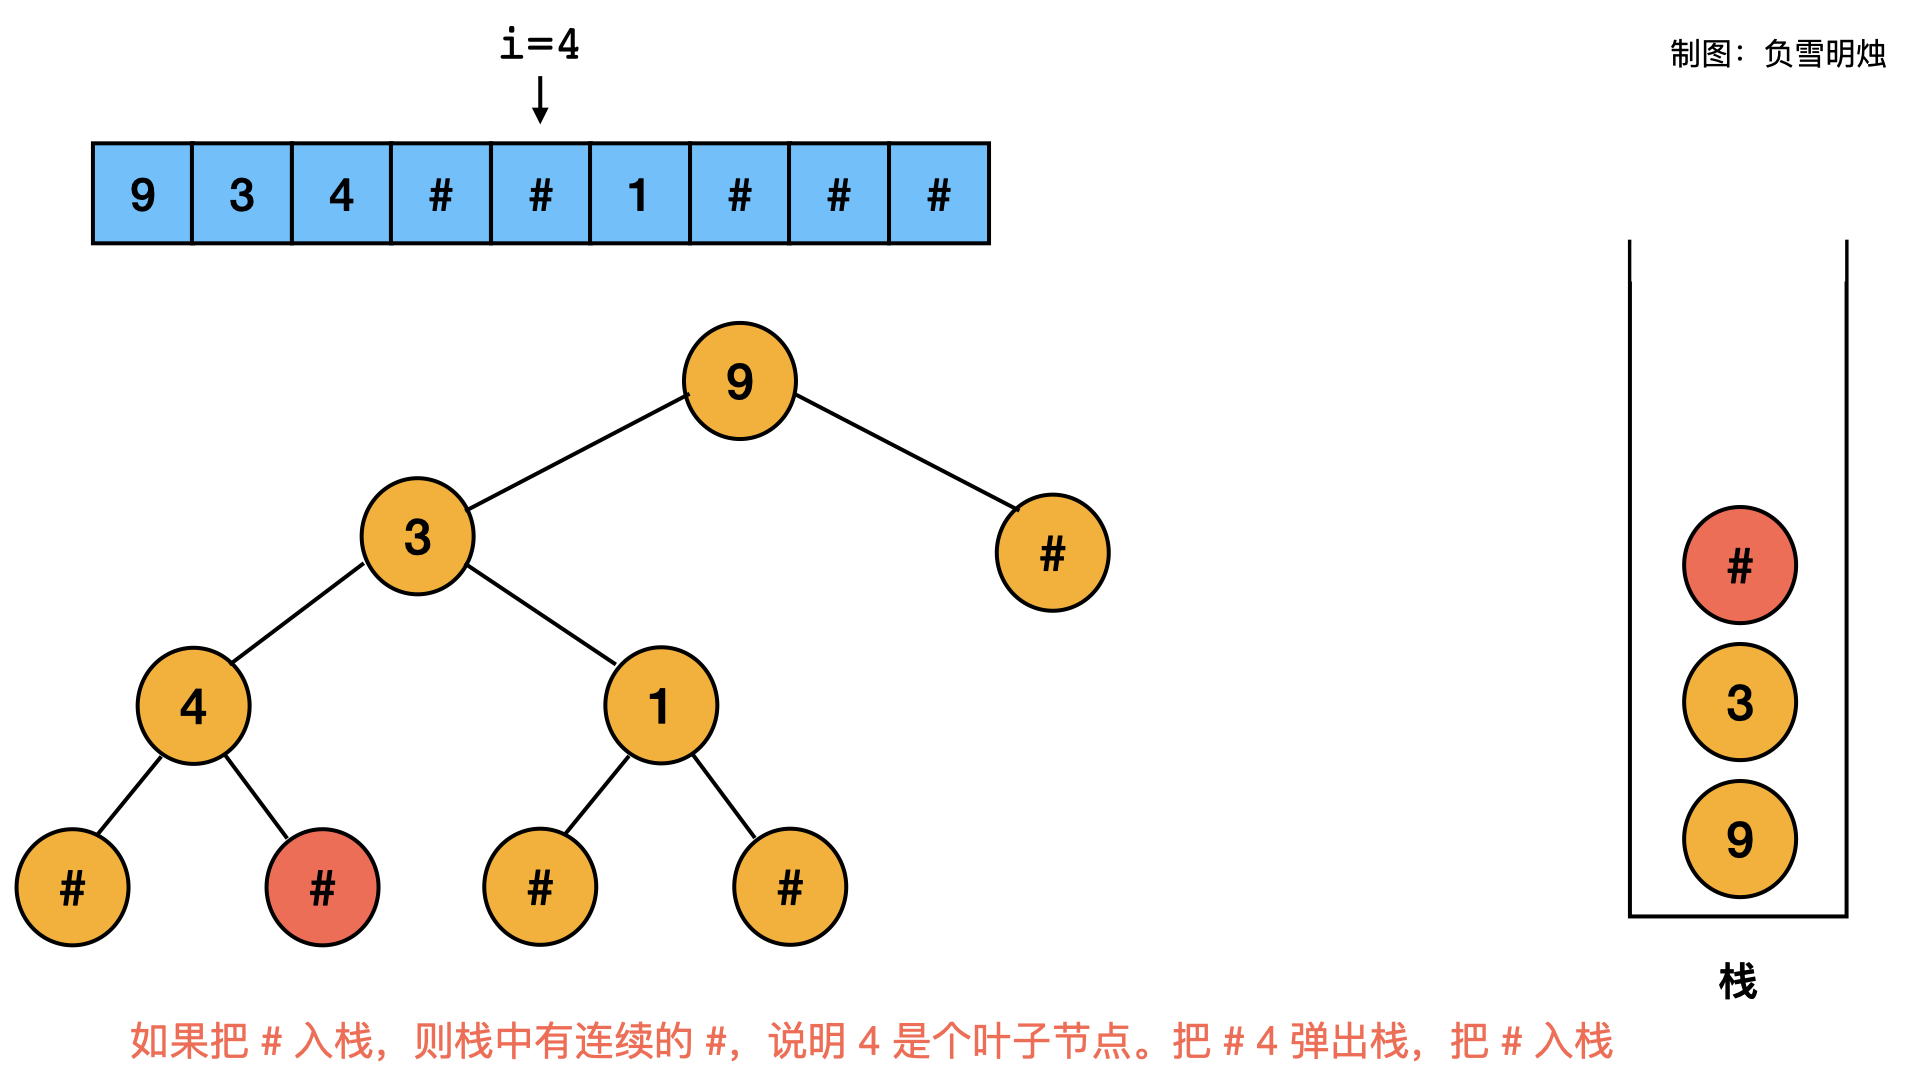 i=4
制图：负雪明烛
9 3 4 # # 1 # # #
9
3 #
4 1
# # # #
#
3
9
栈
如果把 # 入栈，则栈中有连续的 #，说明 4 是个叶子节点。把 # 4 弹出栈，把 # 入栈